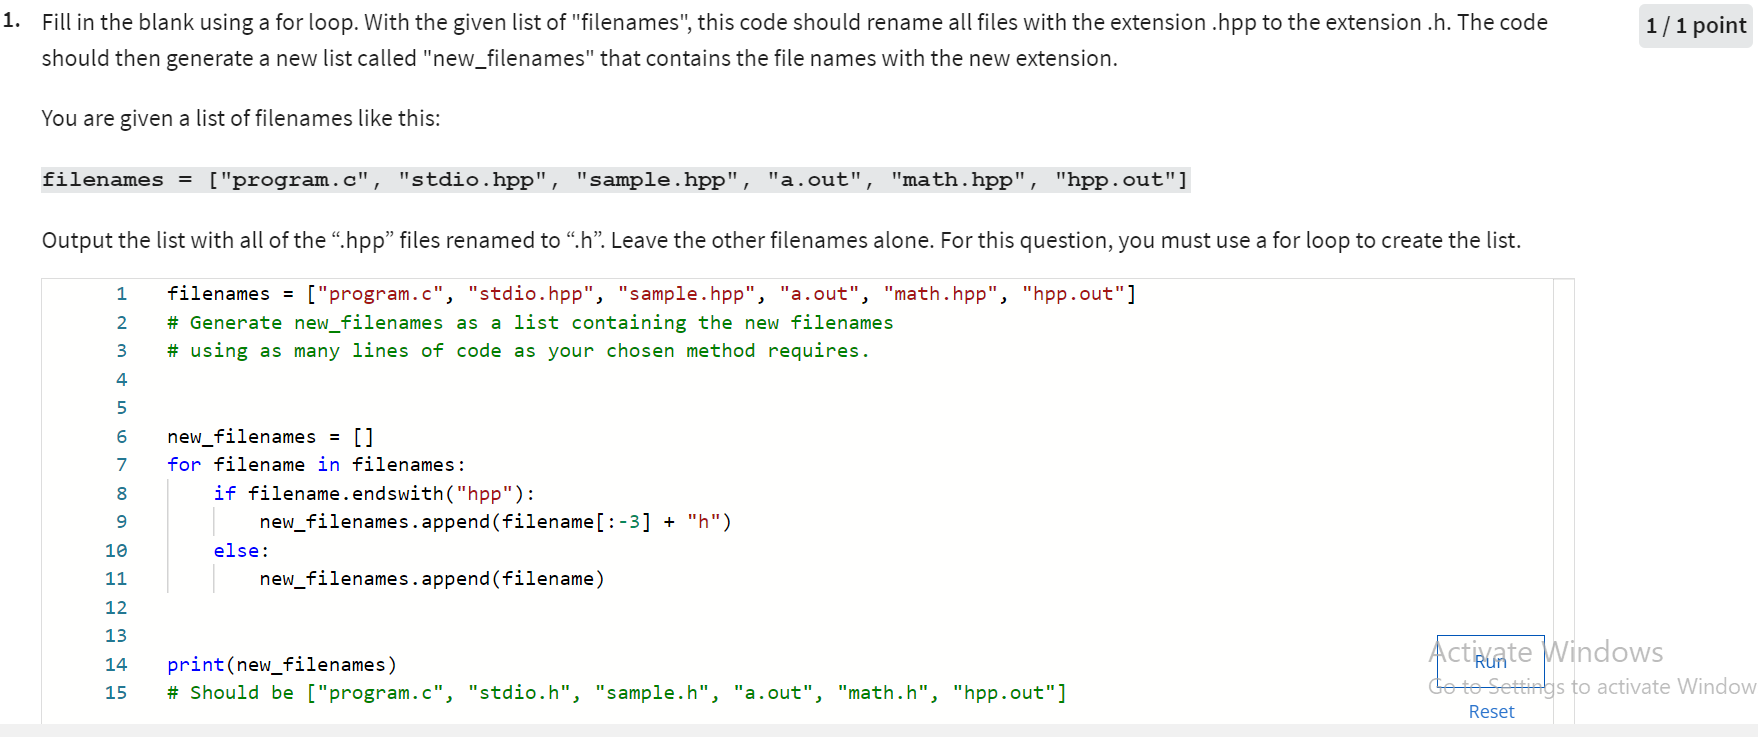 1. Fill in the blank using a for loop. With the given list of "filenames", this code should rename all files with the extension .hpp to the extension .h. The code
1 / 1 point
should then generate a new list called "new_filenames" that contains the file names with the new extension.
You are given a list of filenames like this:
filenames = ["program.c", "stdio.hpp", "sample.hpp", "a.out", "math.hpp", "hpp.out"]
Output the list with all of the “.hpp” files renamed to “.h”. Leave the other filenames alone. For this question, you must use a for loop to create the list.
1 filenames = ["program.c", "stdio.hpp", "sample.hpp", "a.out", "math.hpp", "hpp.out"]
2 # Generate new_filenames as a list containing the new filenames
3 # using as many lines of code as your chosen method requires.
4
5
6 new_filenames = []
7 for filename in filenames:
8 if filename.endswith("hpp"):
9 new_filenames.append(filename[:-3] + "h")
10 else:
11 new_filenames.append(filename)
12
13
14 print(new_filenames)
15 # Should be ["program.c", "stdio.h", "sample.h", "a.out", "math.h", "hpp.out"]
Activate Windows
Run
Go to Settings to activate Window
Reset